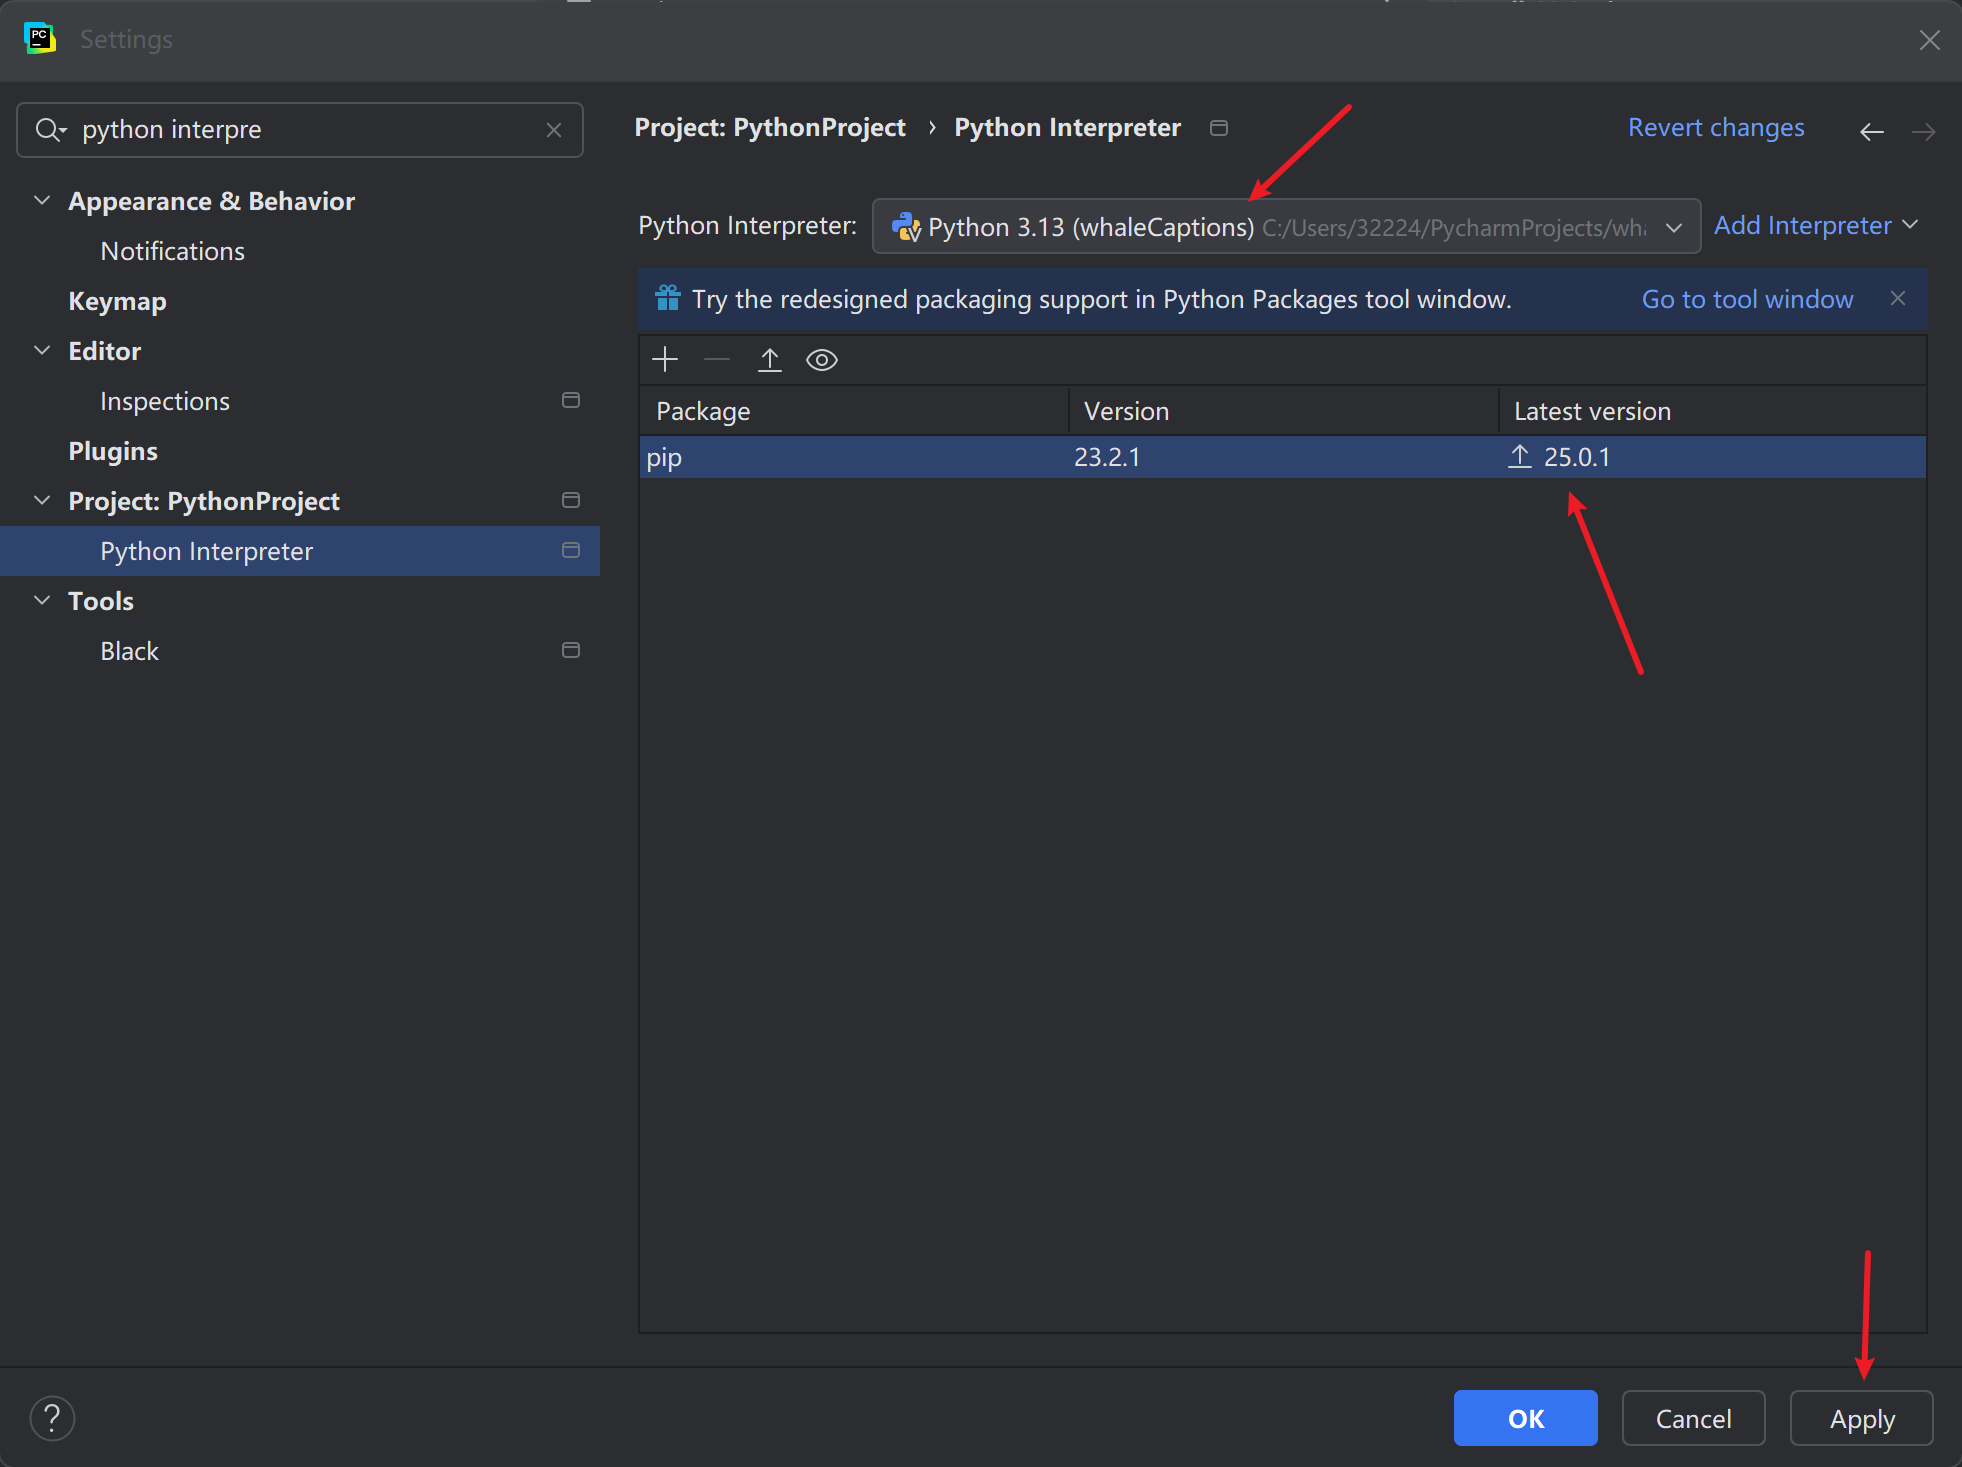 PC
Settings
python interpre
Appearance & Behavior
Notifications
Keymap
Editor
Inspections
Plugins
Project: PythonProject
Python Interpreter
Tools
Black
Project: PythonProject › Python Interpreter
Revert changes
Python Interpreter: Python 3.13 (whaleCaptions) C:/Users/32224/PycharmProjects/wha Add Interpreter
Try the redesigned packaging support in Python Packages tool window. Go to tool window
Package Version Latest version
pip 23.2.1 25.0.1
? OK Cancel Apply